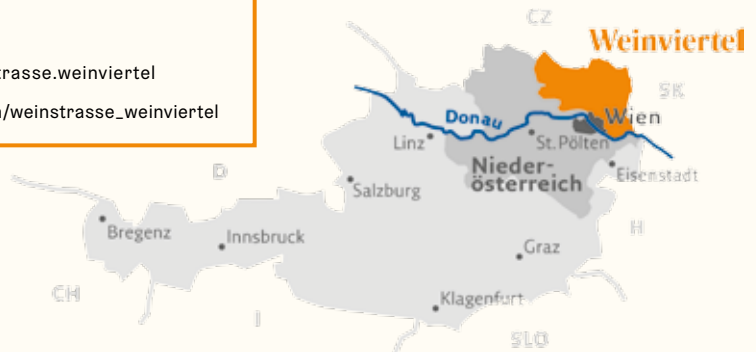 trasse.weinviertel
/weinstrasse_weinviertel
CZ
Weinviertel
SK
Donau
Wien
Linz
St. Pölten
D
Nieder-
österreich
Eisenstadt
Salzburg
Bregenz
Innsbruck
H
Graz
CH
I
Klagenfurt
SLO